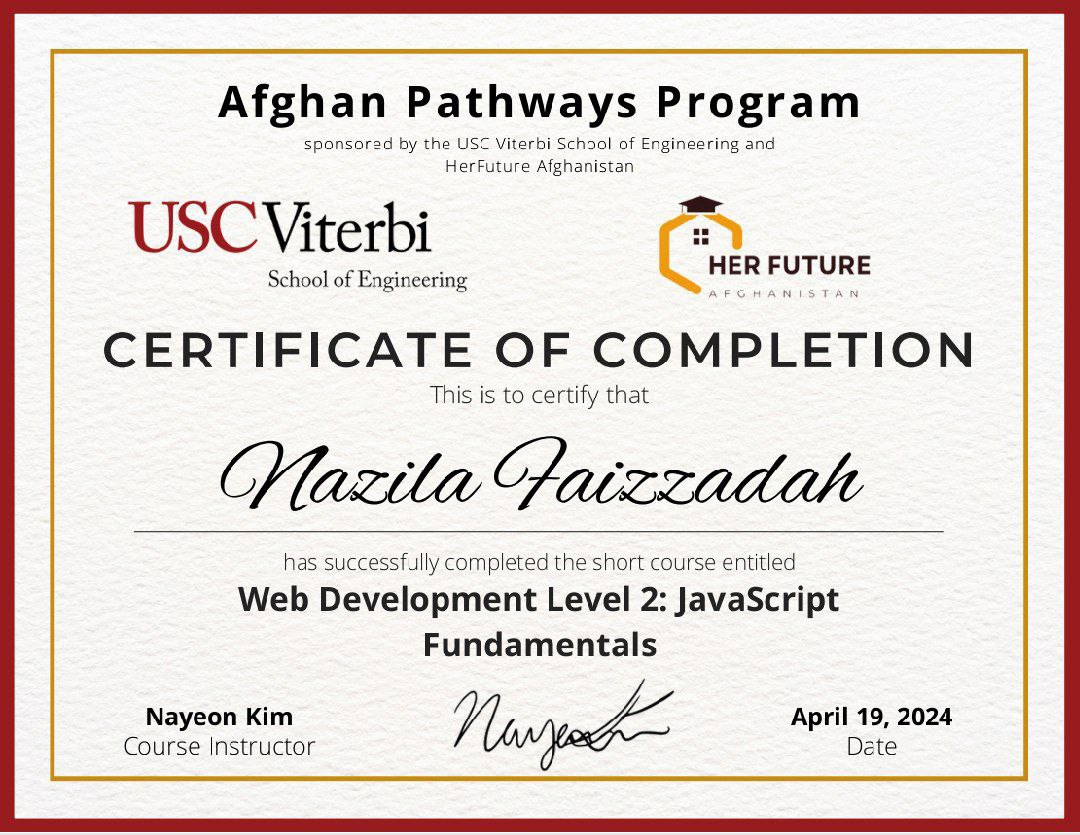 Afghan Pathways Program
sponsored by the USC Viterbi School of Engineering and
HerFuture Afghanistan
USC Viterbi
School of Engineering
HER FUTURE
AFGHANISTAN
CERTIFICATE OF COMPLETION
This is to certify that
Nazila Faizzadah
has successfully completed the short course entitled
Web Development Level 2: JavaScript
Fundamentals
Nayeon Kim
Course Instructor
Nayeon Kim
April 19, 2024
Date